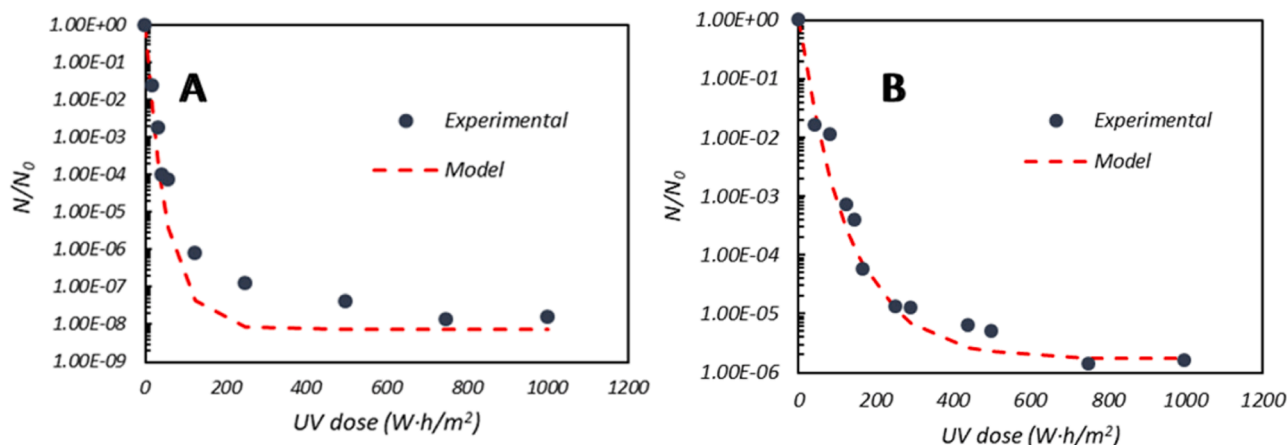 1.00E+00
1.00E-01
1.00E-02
1.00E-03
1.00E-04
1.00E-05
1.00E-06
1.00E-07
1.00E-08
1.00E-09
N/N0
A
Experimental
Model
0 200 400 600 800 1000 1200
UV dose (W·h/m²)
1.00E+00
1.00E-01
1.00E-02
1.00E-03
1.00E-04
1.00E-05
1.00E-06
N/N0
B
Experimental
Model
0 200 400 600 800 1000 1200
UV dose (W·h/m²)